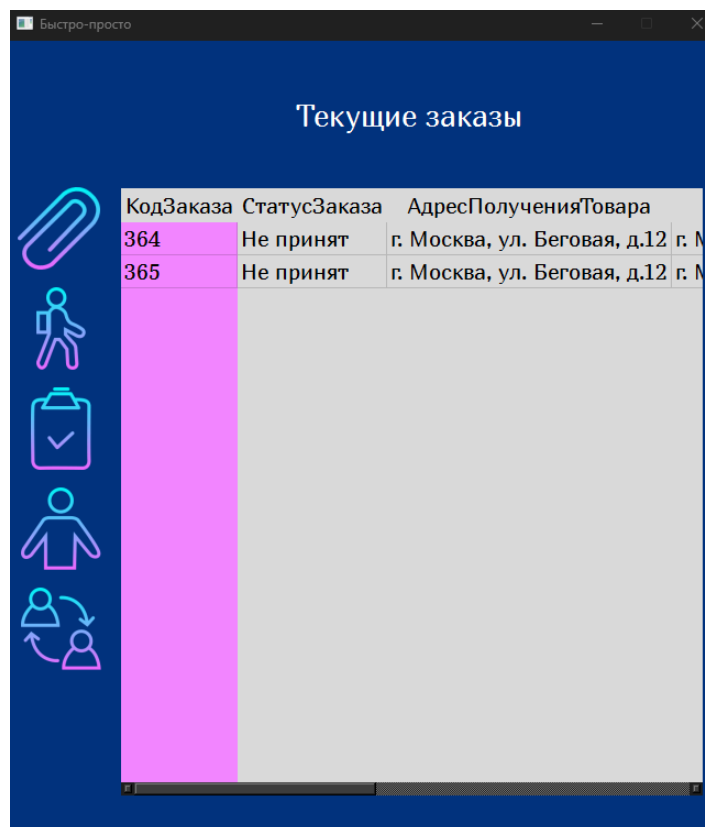 Быстро-просто
Текущие заказы
КодЗаказа СтатусЗаказа АдресПолученияТовара
364 Не принят г. Москва, ул. Беговая, д.12 г.
365 Не принят г. Москва, ул. Беговая, д.12 г.